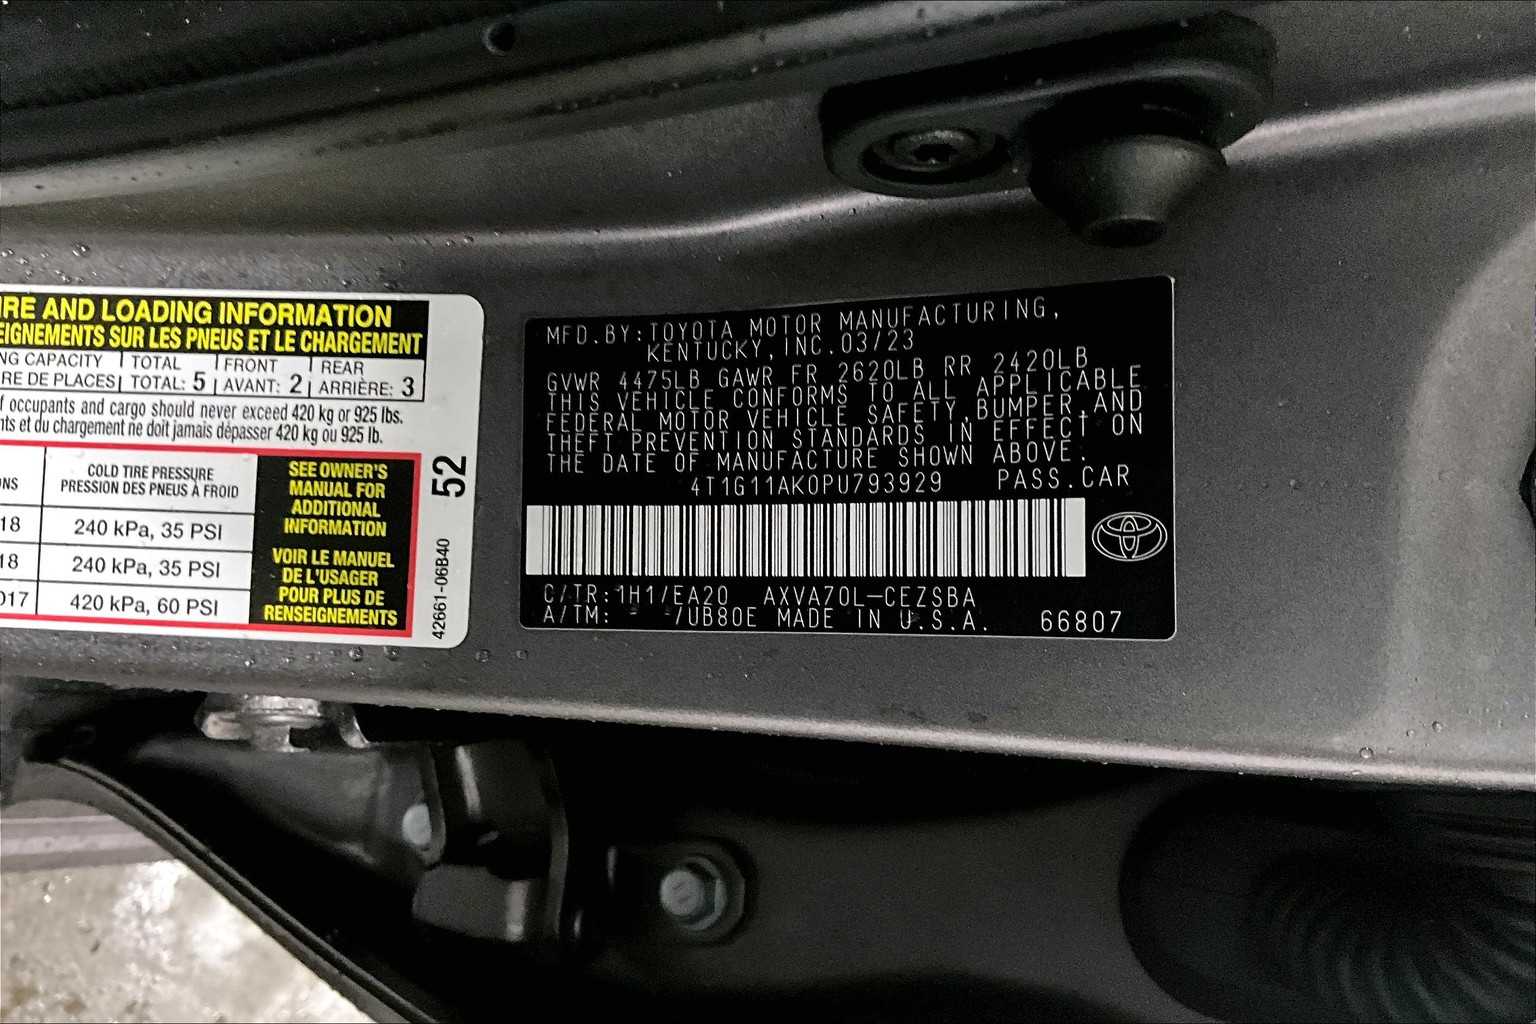 IRE AND LOADING INFORMATION
EIGNEMENTS SUR LES PNEUS ET LE CHARGEMENT
NG CAPACITY TOTAL FRONT REAR
RE DE PLACES TOTAL: 5 AVANT: 2 ARRIÈRE: 3
f occupants and cargo should never exceed 420 kg or 925 lbs.
nts et du chargement ne doit jamais dépasser 420 kg ou 925 lb.
NS
COLD TIRE PRESSURE
PRESSION DES PNEUS À FROID
18 240 kPa, 35 PSI
18 240 kPa, 35 PSI
017 420 kPa, 60 PSI
SEE OWNER'S
MANUAL FOR
ADDITIONAL
INFORMATION
VOIR LE MANUEL
DE L'USAGER
POUR PLUS DE
RENSEIGNEMENTS
52
42661-06B40
MFD.BY:TOYOTA MOTOR MANUFACTURING,
KENTUCKY,INC.03/23
GVWR 4475LB GAWR FR 2620LB RR 2420LB
THIS VEHICLE CONFORMS TO ALL APPLICABLE
FEDERAL MOTOR VEHICLE SAFETY,BUMPER,AND
THEFT PREVENTION STANDARDS IN EFFECT ON
THE DATE OF MANUFACTURE SHOWN ABOVE.
4T1G11AK0PU793929 PASS.CAR
C/TR:1H1/EA20 AXVA70L-CEZSBA
A/TM: - -/UB80E MADE IN U.S.A. 66807